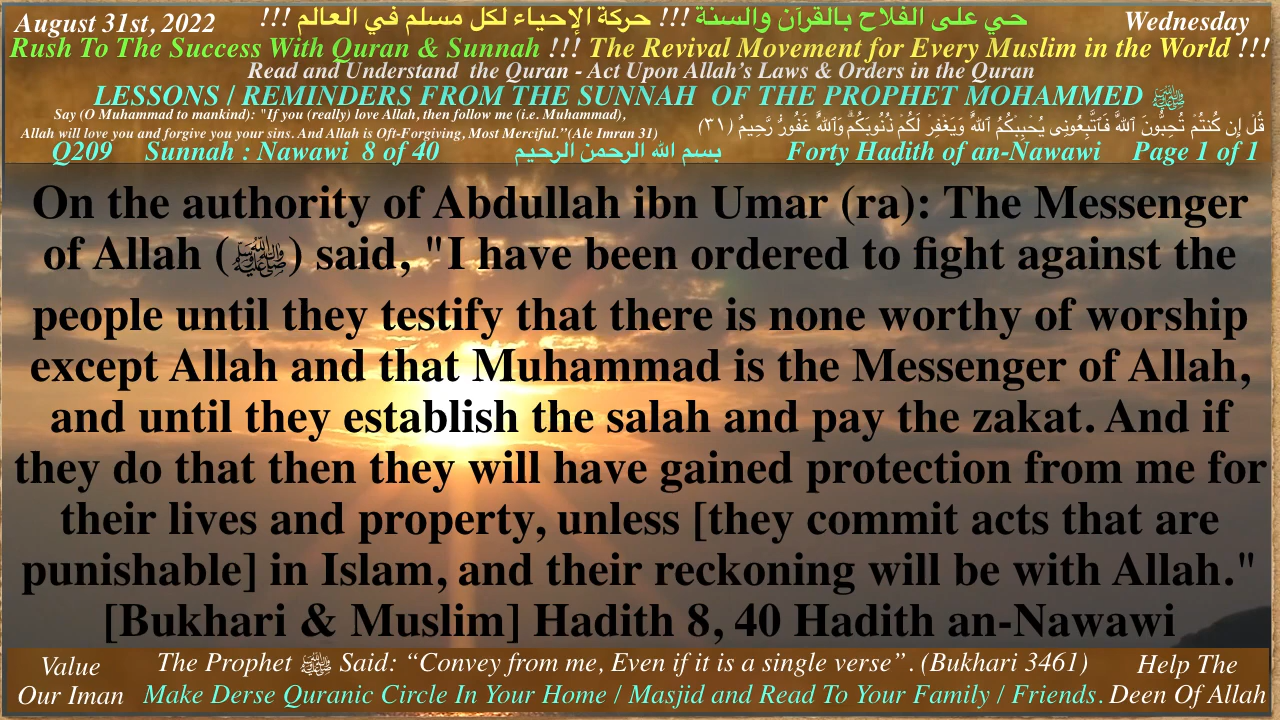 August 31st, 2022 حي على الفلاح بالقرآن والسنة !!! حركة الإحياء لكل مسلم في العالم !!! Wednesday
Rush To The Success With Quran & Sunnah !!! The Revival Movement for Every Muslim in the World !!!
Read and Understand the Quran - Act Upon Allah’s Laws & Orders in the Quran
LESSONS / REMINDERS FROM THE SUNNAH OF THE PROPHET MOHAMMED ﷺ
Say (O Muhammad to mankind): "If you (really) love Allah, then follow me (i.e. Muhammad),
Allah will love you and forgive you your sins. And Allah is Oft-Forgiving, Most Merciful.”(Ale Imran 31)
قُلْ إِن كُنتُمْ تُحِبُّونَ ٱللَّهَ فَٱتَّبِعُونِى يُحْبِبْكُمُ ٱللَّهُ وَيَغْفِرْ لَكُمْ ذُنُوبَكُمْۗ وَٱللَّهُ غَفُورٌ رَّحِيمٌ (٣١)
Q209 Sunnah : Nawawi 8 of 40 بسم الله الرحمن الرحيم Forty Hadith of an-Nawawi Page 1 of 1
On the authority of Abdullah ibn Umar (ra): The Messenger
of Allah (ﷺ) said, "I have been ordered to fight against the
people until they testify that there is none worthy of worship
except Allah and that Muhammad is the Messenger of Allah,
and until they establish the salah and pay the zakat. And if
they do that then they will have gained protection from me for
their lives and property, unless [they commit acts that are
punishable] in Islam, and their reckoning will be with Allah."
[Bukhari & Muslim] Hadith 8, 40 Hadith an-Nawawi
Value The Prophet ﷺ Said: “Convey from me, Even if it is a single verse”. (Bukhari 3461) Help The
Our Iman Make Derse Quranic Circle In Your Home / Masjid and Read To Your Family / Friends. Deen Of Allah